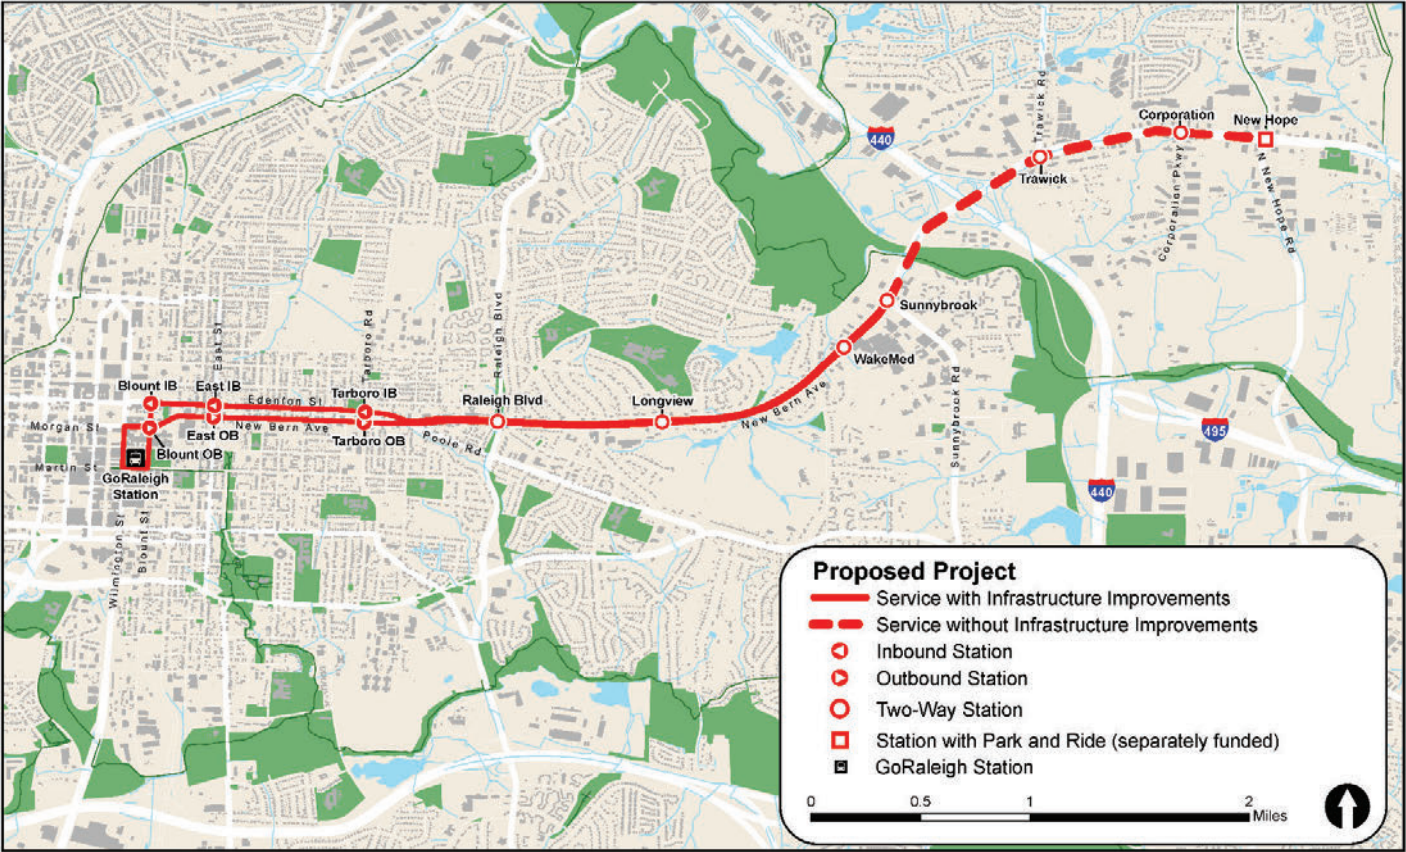 Trawick Rd
Corporation
New Hope
440
Trawick
Corporation Pkwy
N New Hope Rd
Sunnybrook
WakeMed
East St
Tarboro Rd
Raleigh Blvd
Blount IB
East IB
Edenton St
Tarboro IB
Raleigh Blvd
Longview
New Bern Ave
Sunnybrook Rd
Morgan St
East OB
New Bern Ave
Tarboro OB
Poole Rd
495
Blount OB
Martin St
GoRaleigh
Station
440
Wilmington St
Blount St
Proposed Project
Service with Infrastructure Improvements
Service without Infrastructure Improvements
Inbound Station
Outbound Station
Two-Way Station
Station with Park and Ride (separately funded)
GoRaleigh Station
0 0.5 1 2
Miles